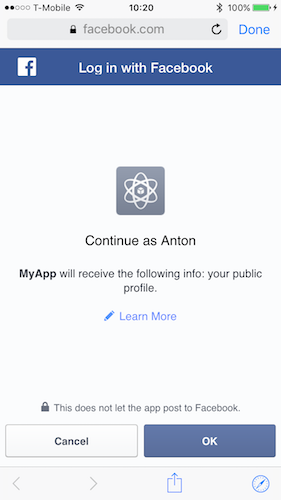 T-Mobile 10:20 100%
facebook.com Done
f Log in with Facebook
Continue as Anton
MyApp will receive the following info: your public
profile.
Learn More
This does not let the app post to Facebook.
Cancel OK